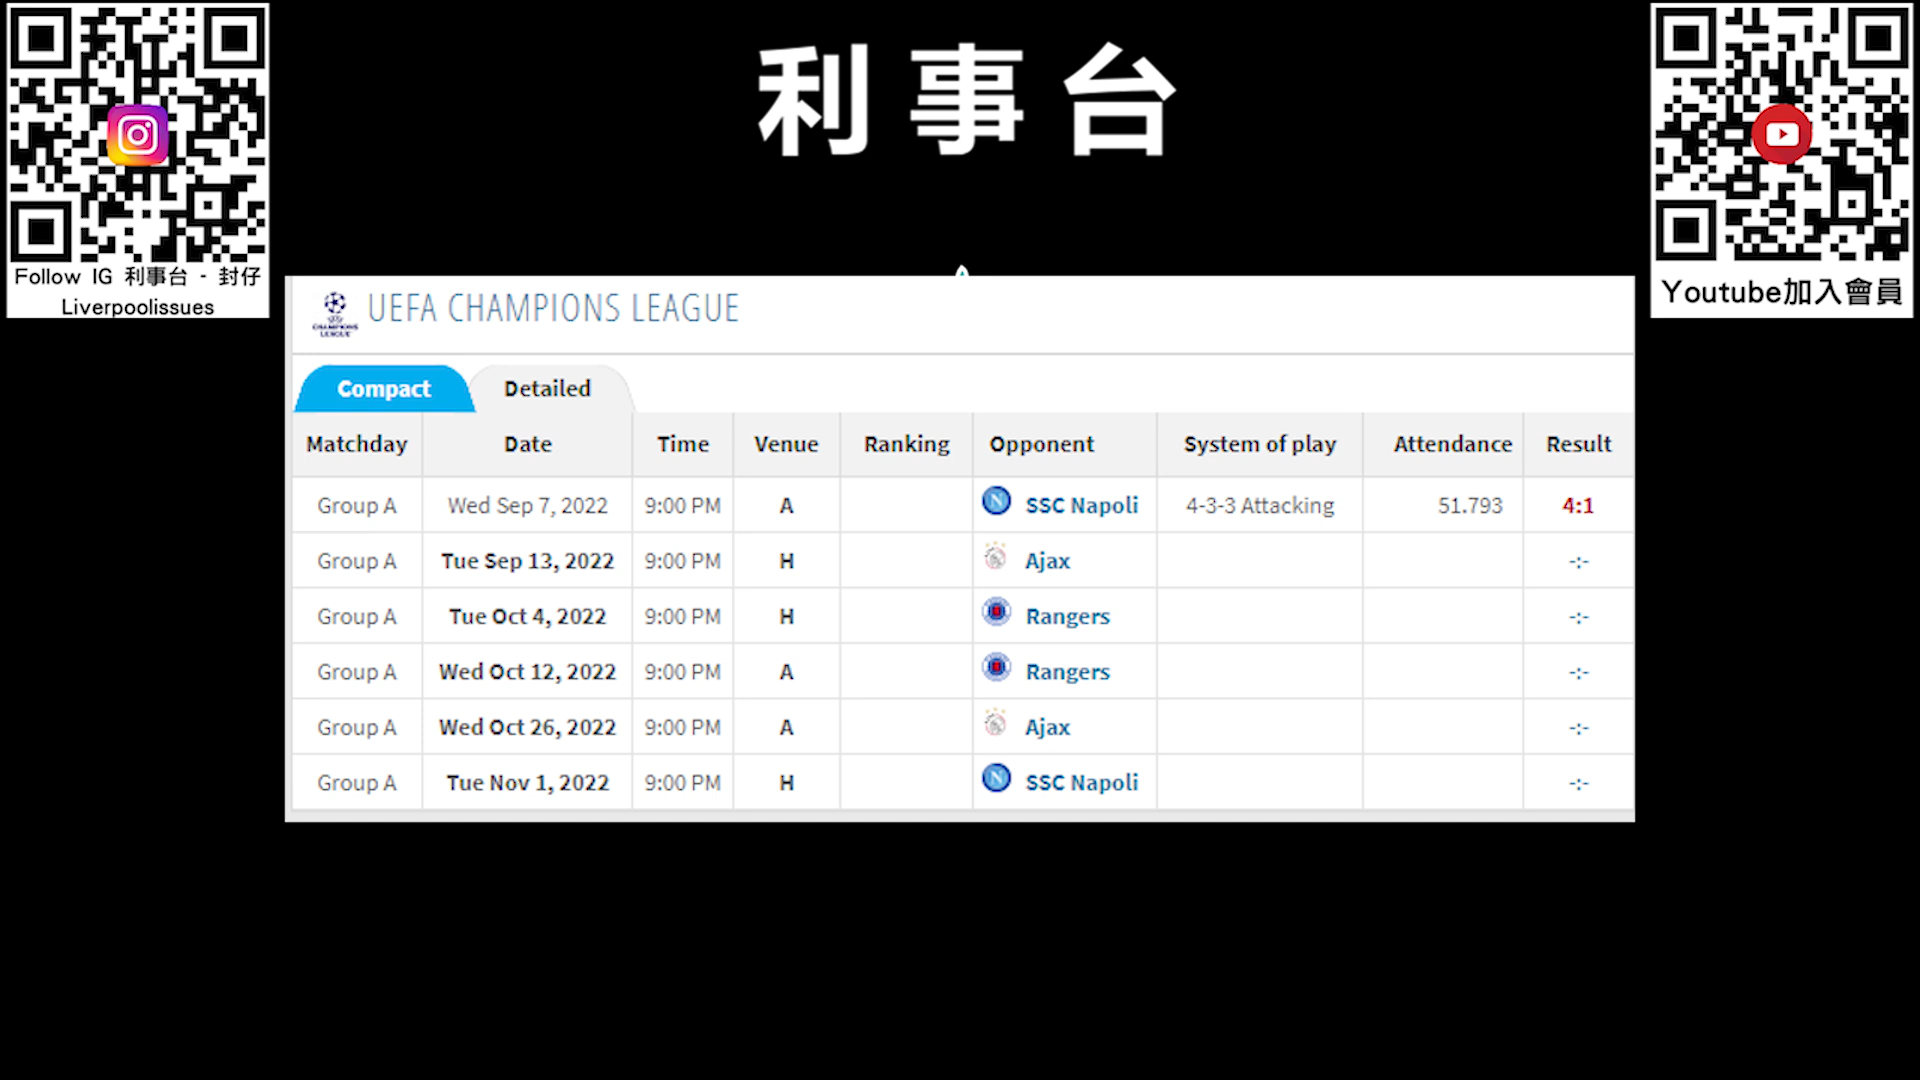 利事台
Follow IG 利事台 - 封仔
Liverpoolissues
Youtube加入會員
CHAMPIONS
LEAGUE
UEFA CHAMPIONS LEAGUE
Compact Detailed
Matchday Date Time Venue Ranking Opponent System of play Attendance Result
Group A Wed Sep 7, 2022 9:00 PM A N SSC Napoli 4-3-3 Attacking 51.793 4:1
Group A Tue Sep 13, 2022 9:00 PM H Ajax -:-
Group A Tue Oct 4, 2022 9:00 PM H Rangers -:-
Group A Wed Oct 12, 2022 9:00 PM A Rangers -:-
Group A Wed Oct 26, 2022 9:00 PM A Ajax -:-
Group A Tue Nov 1, 2022 9:00 PM H N SSC Napoli -:-